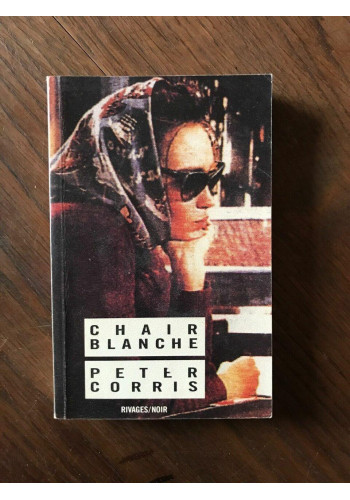 CHAIR
BLANCHE
PETER
CORRIS
RIVAGES/NOIR